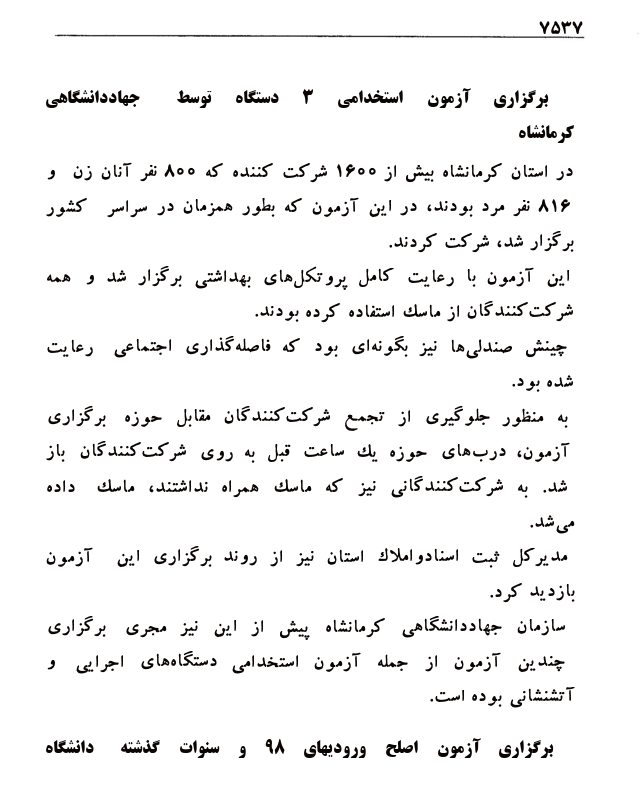 ۷۵۳۷
برگزاری آزمون استخدامی ۳ دستگاه توسط جهاددانشگاهی
کرمانشاه
در استان کرمانشاه بیش از ۱۶۰۰ شرکت کننده که ۸۰۰ نفر آنان زن و
۸۱۶ نفر مرد بودند، در این آزمون که بطور همزمان در سراسر کشور
برگزار شد، شرکت کردند.
این آزمون با رعایت کامل پروتکل‌های بهداشتی برگزار شد و همه
شرکت‌کنندگان از ماسك استفاده کرده بودند.
چینش صندلی‌ها نیز بگونه‌ای بود که فاصله‌گذاری اجتماعی رعایت
شده بود.
به منظور جلوگیری از تجمع شرکت‌کنندگان مقابل حوزه برگزاری
آزمون، درب‌های حوزه یك ساعت قبل به روی شرکت‌کنندگان باز
شد. به شرکت‌کنندگانی نیز که ماسك همراه نداشتند، ماسك داده
می‌شد.
مدیرکل ثبت اسنادواملاك استان نیز از روند برگزاری این آزمون
بازدید کرد.
سازمان جهاددانشگاهی کرمانشاه پیش از این نیز مجری برگزاری
چندین آزمون از جمله آزمون استخدامی دستگاه‌های اجرایی و
آتشنشانی بوده است.
برگزاری آزمون اصلح ورودیهای ۹۸ و سنوات گذشته دانشگاه